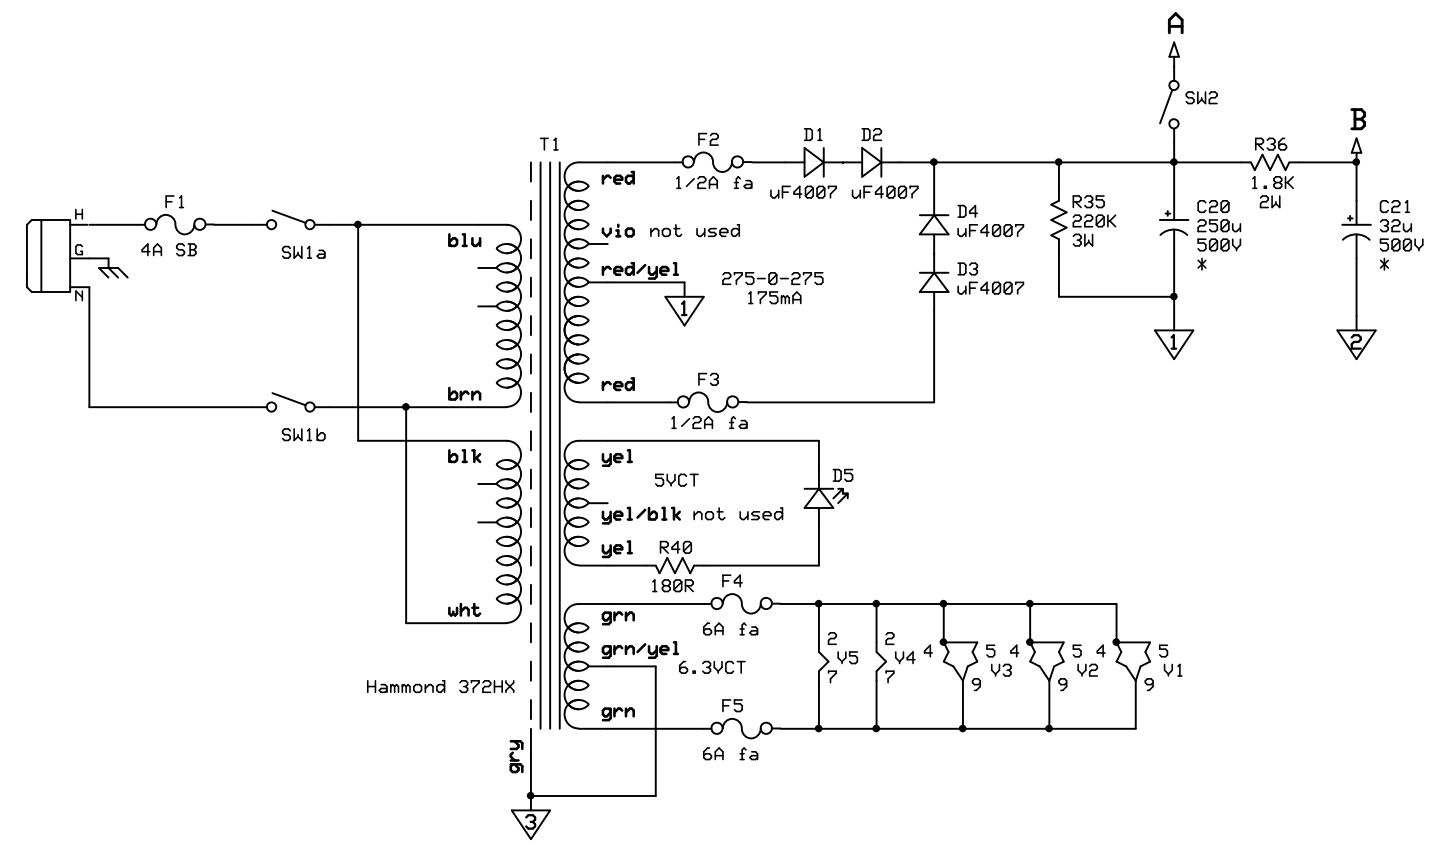 A
SW2
B
T1
F2
D1
D2
R36
1/2A fa
uF4007
uF4007
1.8K
2W
red
H
F1
G
4A SB
SW1a
N
blu
vio not used
red/yel
275-0-275
175mA
1
D4
uF4007
D3
uF4007
R35
220K
3W
+
C20
250u
500V
*
1
+
C21
32u
500V
*
2
brn
red
F3
1/2A fa
SW1b
blk
yel
5VCT
D5
yel/blk not used
yel
R40
180R
wht
F4
grn
6A fa
grn/yel
6.3VCT
2
V5
7
2
V4
7
4
5
V3
9
4
5
V2
9
4
5
V1
9
Hammond 372HX
grn
F5
6A fa
gry
3